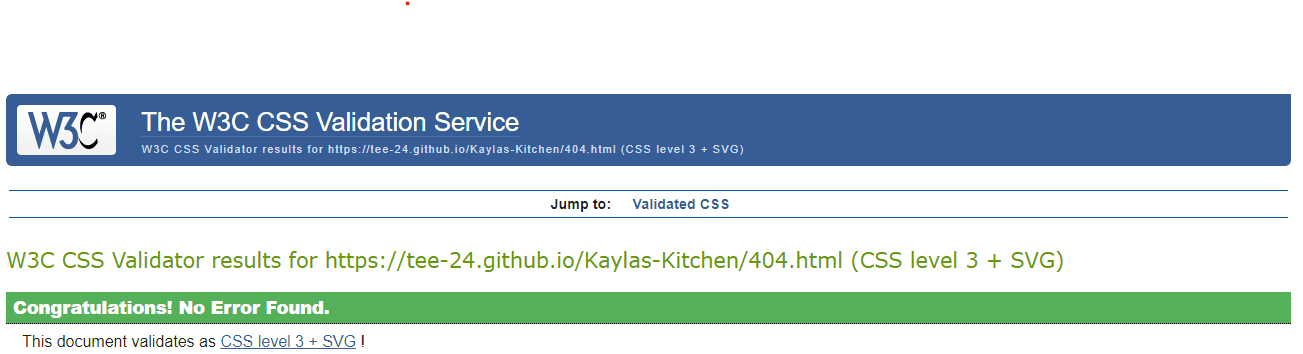 W3C®
The W3C CSS Validation Service
W3C CSS Validator results for https://tee-24.github.io/Kaylas-Kitchen/404.html (CSS level 3 + SVG)
Jump to: Validated CSS
W3C CSS Validator results for https://tee-24.github.io/Kaylas-Kitchen/404.html (CSS level 3 + SVG)
Congratulations! No Error Found.
This document validates as CSS level 3 + SVG !